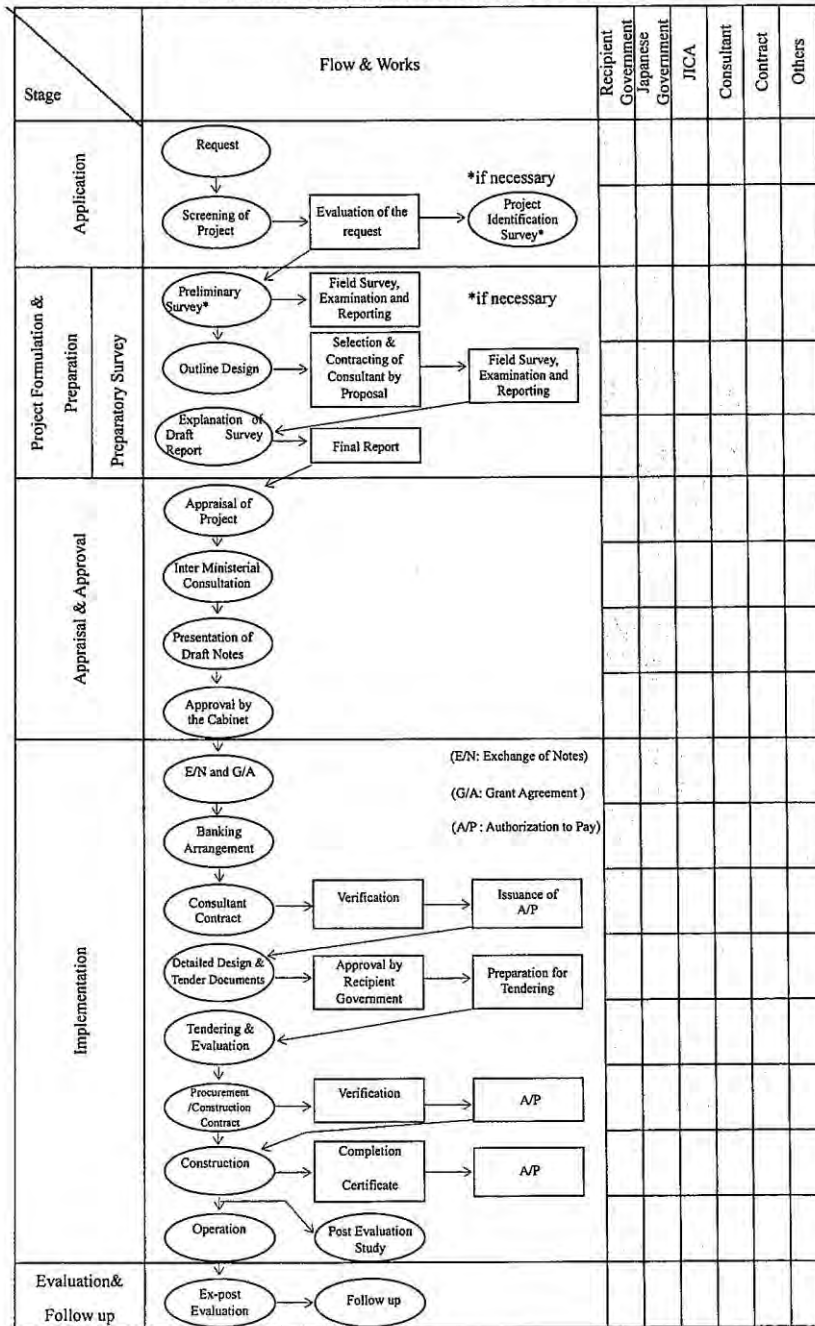 Stage
Flow & Works
Recipient
Government
Japanese
Government
JICA
Consultant
Contract
Others
Application
Request
*if necessary
Screening of
Project
Evaluation of the
request
Project
Identification
Survey*
Project Formulation &
Preparation
Preparatory Survey
Preliminary
Survey*
Field Survey,
Examination and
Reporting
*if necessary
Outline Design
Selection &
Contracting of
Consultant by
Proposal
Field Survey,
Examination and
Reporting
Explanation of
Draft Survey
Report
Final Report
Appraisal & Approval
Appraisal of
Project
Inter Ministerial
Consultation
Presentation of
Draft Notes
Approval by
the Cabinet
Implementation
E/N and G/A
(E/N: Exchange of Notes)
(G/A: Grant Agreement )
(A/P : Authorization to Pay)
Banking
Arrangement
Consultant
Contract
Verification
Issuance of
A/P
Detailed Design &
Tender Documents
Approval by
Recipient
Government
Preparation for
Tendering
Tendering &
Evaluation
Procurement
/Construction
Contract
Verification
A/P
Construction
Completion
Certificate
A/P
Operation
Post Evaluation
Study
Evaluation&
Follow up
Ex-post
Evaluation
Follow up